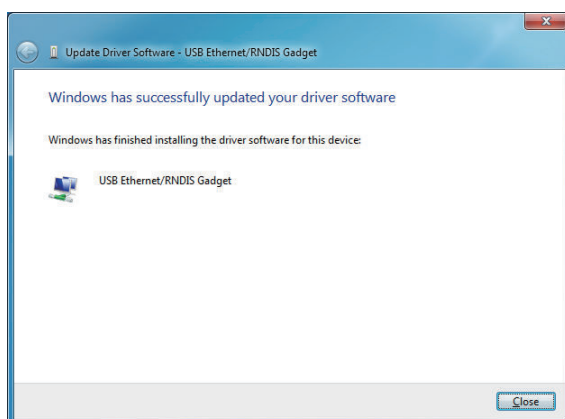 Update Driver Software - USB Ethernet/RNDIS Gadget
Windows has successfully updated your driver software
Windows has finished installing the driver software for this device:
USB Ethernet/RNDIS Gadget
Close